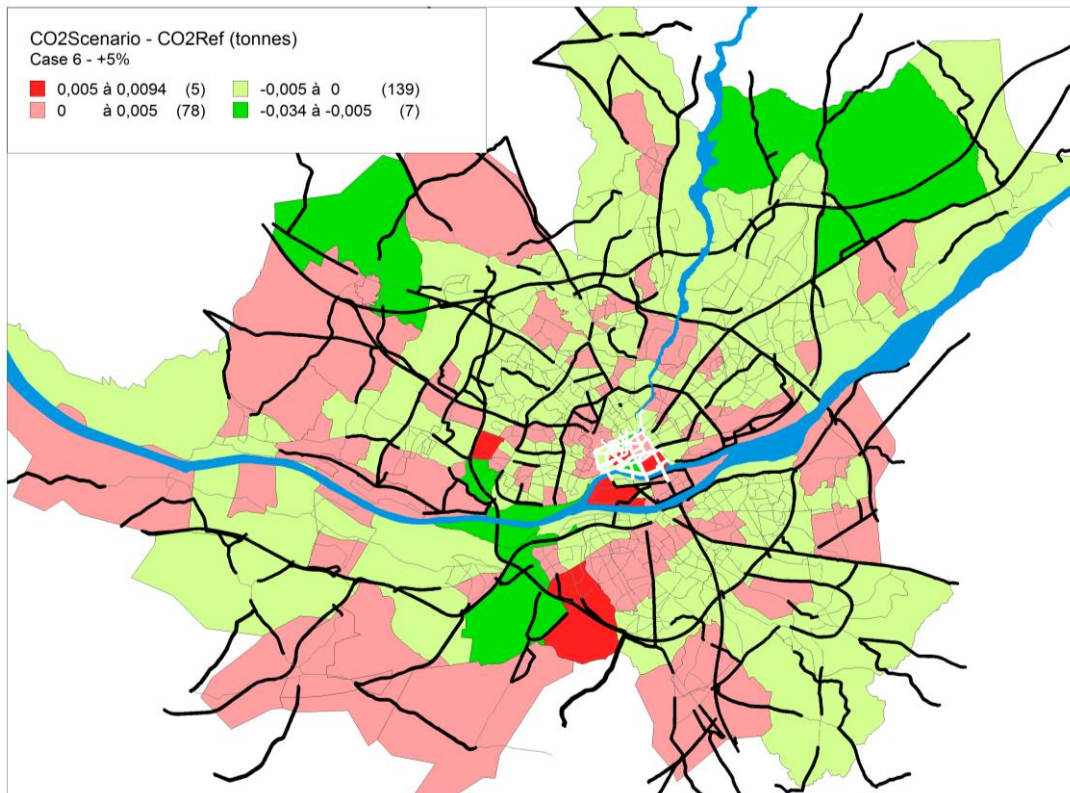 CO2Scenario - CO2Ref (tonnes)
Case 6 - +5%
0,005 à 0,0094 (5) -0,005 à 0 (139)
0 à 0,005 (78) -0,034 à -0,005 (7)